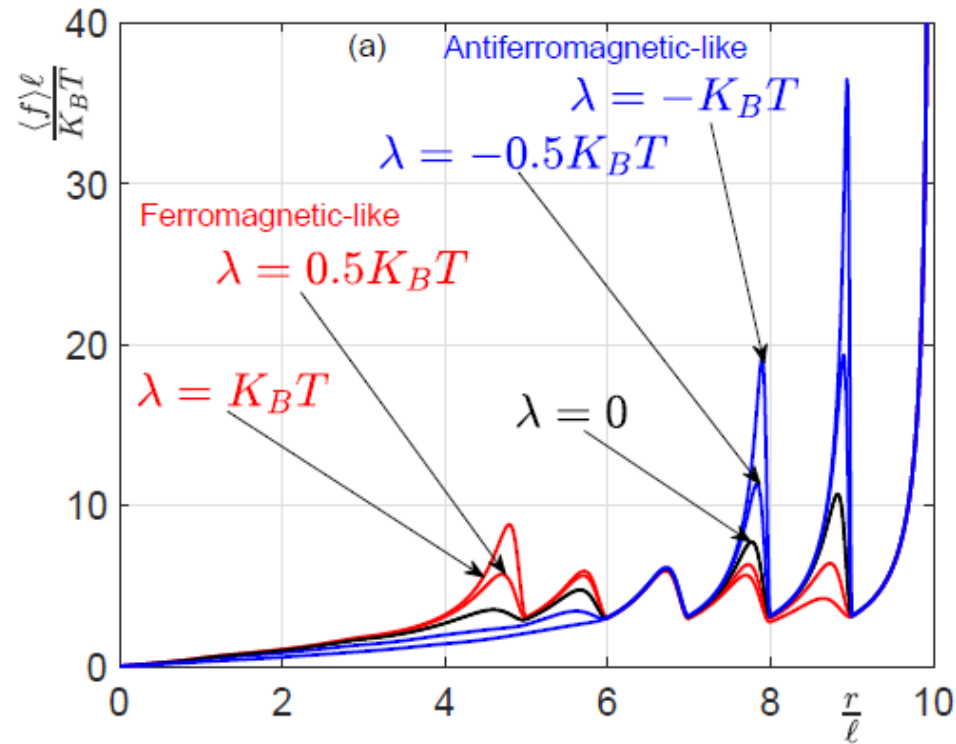 (a) Antiferromagnetic-like
λ = −K_BT
λ = −0.5K_BT
Ferromagnetic-like
λ = 0.5K_BT
λ = K_BT
λ = 0
⟨f⟩ℓ
K_BT
40
30
20
10
0
0 2 4 6 8 10
r
ℓ